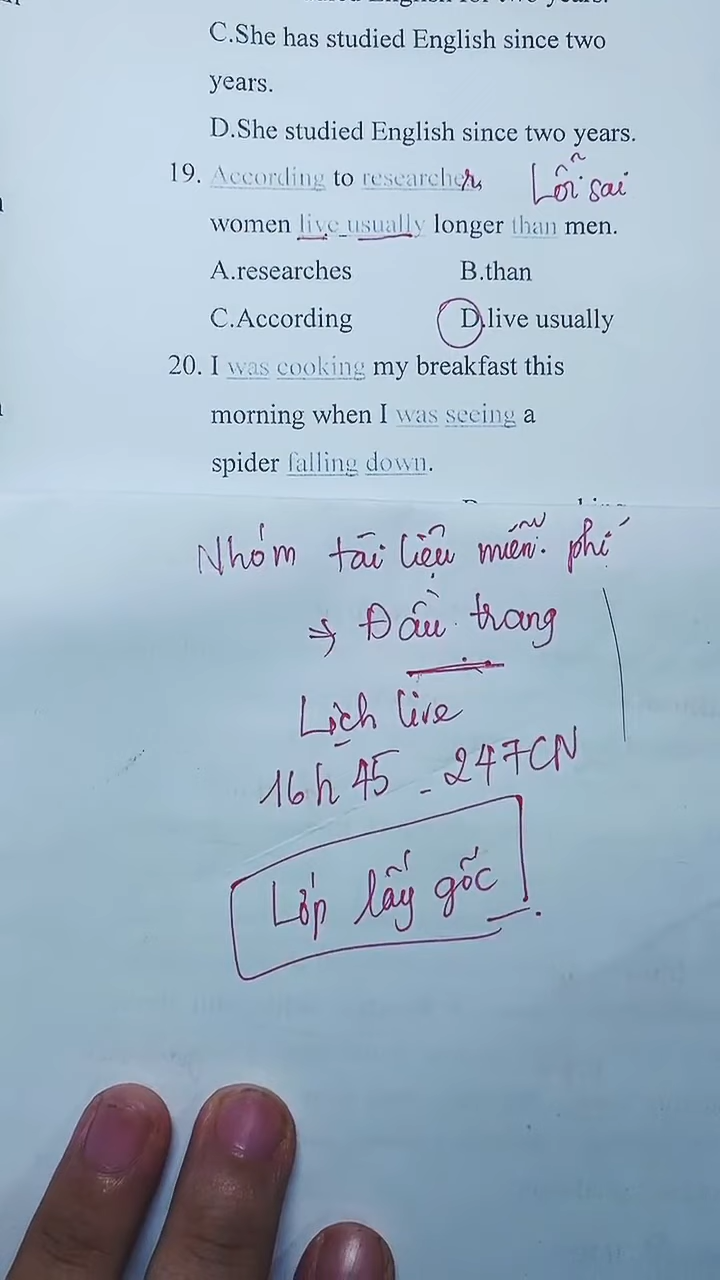 C.She has studied English since two
years.
D.She studied English since two years.
19. According to researches, Lỗi sai
women live usually longer than men.
A.researches B.than
C.According D.live usually
20. I was cooking my breakfast this
morning when I was seeing a
spider falling down.
Nhóm tài liệu miễn phí
⇒ Đầu trang
Lịch live
16h45 - 247CN
Lớp lấy gốc